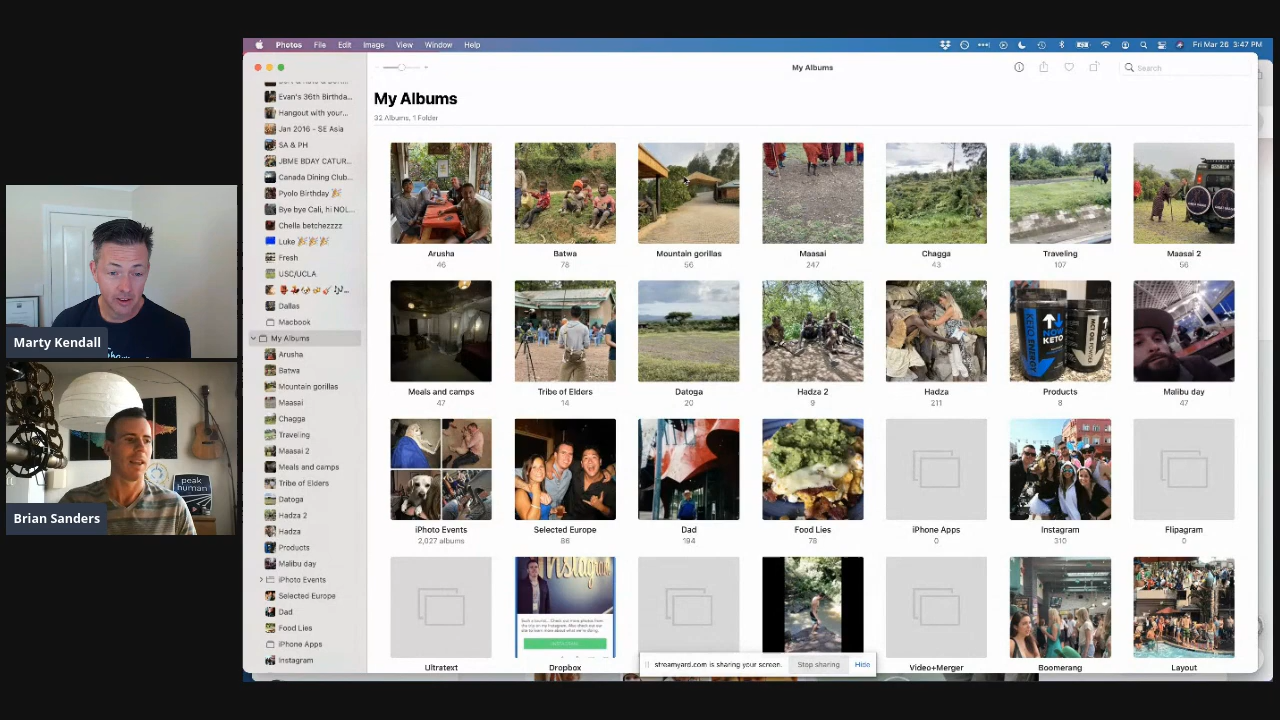 Photos File Edit Image View Window Help
Fri Mar 26 3:47 PM
My Albums
Search
My Albums
32 Albums, 1 Folder
Evan's 36th Birthda...
Hangout with your...
Jan 2016 - SE Asia
SA & PH
JBME BDAY CATUR...
Canada Dining Club...
Pyolo Birthday 🎉
Bye bye Cali, hi NOL...
Chella betchezzzz
Luke 🎉🎉🎉
Fresh
USC/UCLA
Dallas
Macbook
My Albums
Arusha
Batwa
Mountain gorillas
Maasai
Chagga
Traveling
Maasai 2
Meals and camps
Tribe of Elders
Datoga
Hadza 2
Hadza
Products
Malibu day
iPhoto Events
Selected Europe
Dad
Food Lies
iPhone Apps
Instagram
Arusha
46
Batwa
78
Mountain gorillas
56
Maasai
247
Chagga
43
Traveling
107
Maasai 2
56
Meals and camps
47
Tribe of Elders
14
Datoga
20
Hadza 2
9
Hadza
211
KETO ENERGY
NOW KETO
Products
8
Malibu day
47
iPhoto Events
2,027 albums
Selected Europe
86
Dad
194
Food Lies
78
iPhone Apps
0
Instagram
310
Flipagram
0
Instagram
Ultratext
Dropbox
Video+Merger
Boomerang
Layout
streamyard.com is sharing your screen.
Stop sharing
Hide
Marty Kendall
peak human
Brian Sanders